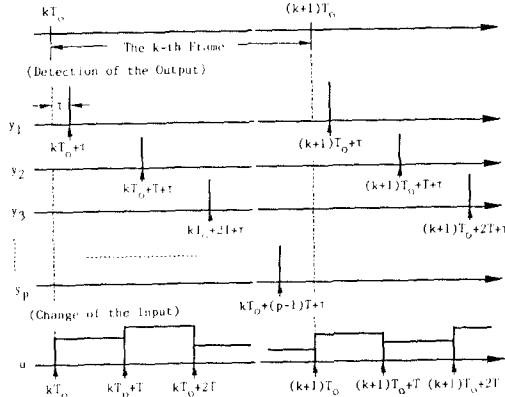 kT₀ (k+1)T₀
The k-th Frame
(Detection of the Output)
τ
y₁
kT₀+τ (k+1)T₀+τ
y₂
kT₀+T+τ (k+1)T₀+T+τ
y₃
kT₀+2T+τ (k+1)T₀+2T+τ
yₚ
kT₀+(p-1)T+τ
(Change of the Input)
u
kT₀ kT₀+T kT₀+2T (k+1)T₀ (k+1)T₀+T (k+1)T₀+2T